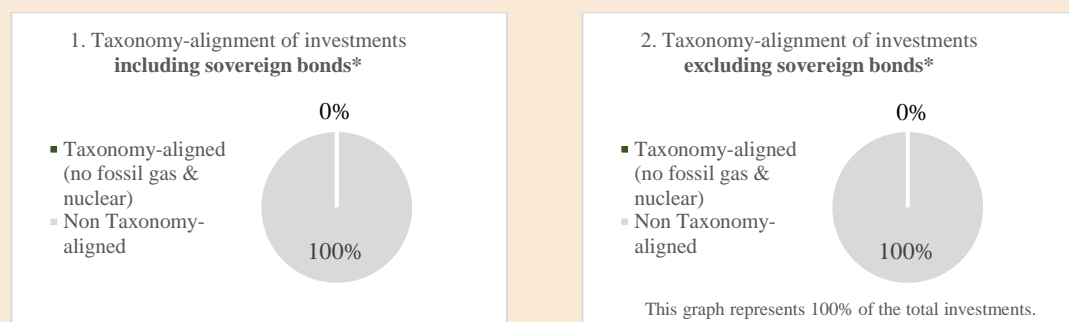 1. Taxonomy-alignment of investments
including sovereign bonds*
0%
Taxonomy-aligned
(no fossil gas &
nuclear)
Non Taxonomy-
aligned
100%
2. Taxonomy-alignment of investments
excluding sovereign bonds*
0%
Taxonomy-aligned
(no fossil gas &
nuclear)
Non Taxonomy-
aligned
100%
This graph represents 100% of the total investments.